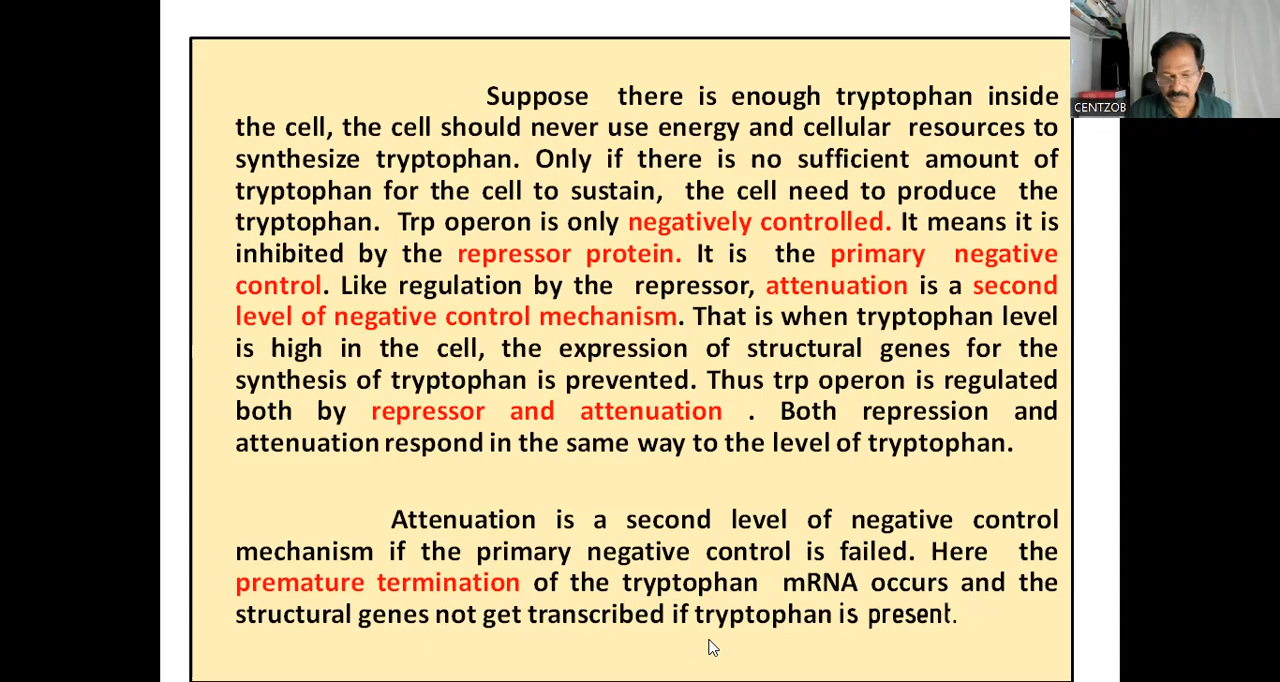 Suppose there is enough tryptophan inside
the cell, the cell should never use energy and cellular resources to
synthesize tryptophan. Only if there is no sufficient amount of
tryptophan for the cell to sustain, the cell need to produce the
tryptophan. Trp operon is only negatively controlled. It means it is
inhibited by the repressor protein. It is the primary negative
control. Like regulation by the repressor, attenuation is a second
level of negative control mechanism. That is when tryptophan level
is high in the cell, the expression of structural genes for the
synthesis of tryptophan is prevented. Thus trp operon is regulated
both by repressor and attenuation . Both repression and
attenuation respond in the same way to the level of tryptophan.
Attenuation is a second level of negative control
mechanism if the primary negative control is failed. Here the
premature termination of the tryptophan mRNA occurs and the
structural genes not get transcribed if tryptophan is present.
CENTZOB